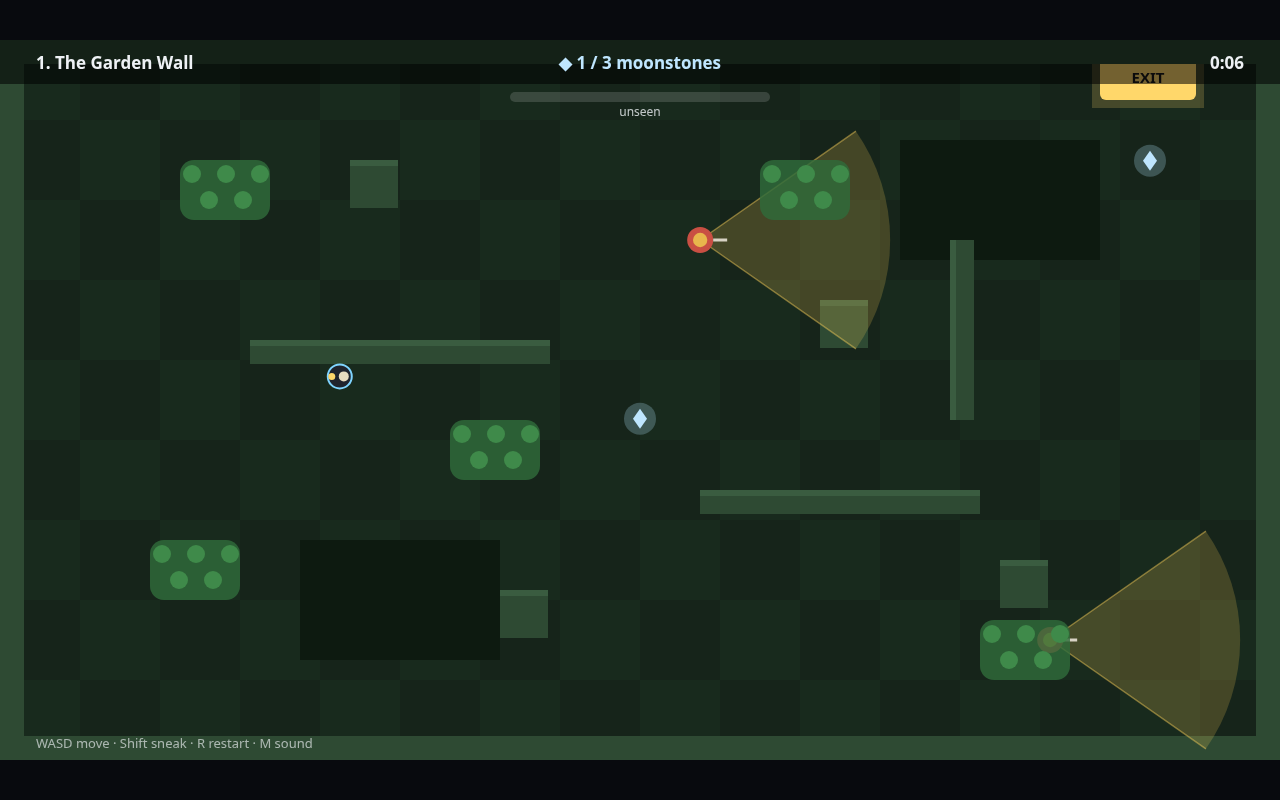 1. The Garden Wall
◆ 1 / 3 moonstones
0:06
EXIT
unseen
WASD move · Shift sneak · R restart · M sound